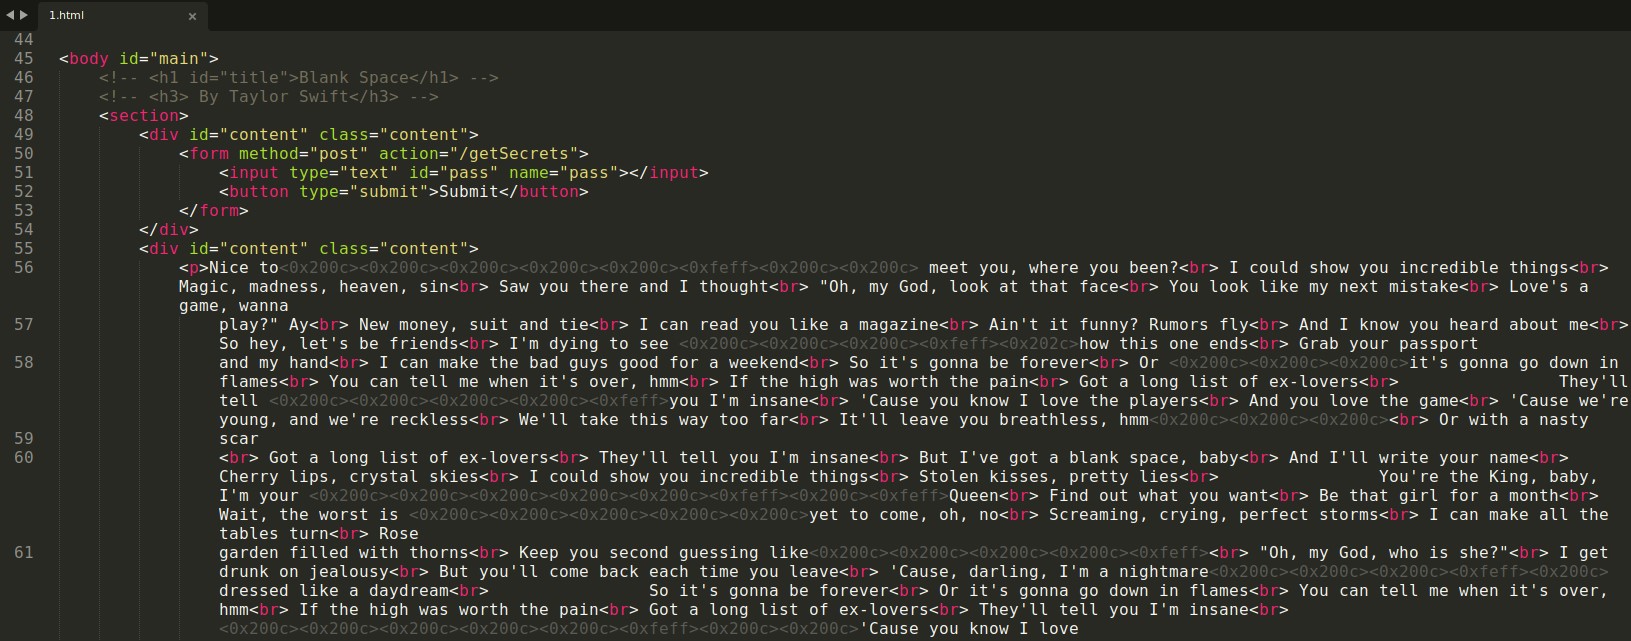 1.html ×
44
45 <body id="main">
46 <!-- <h1 id="title">Blank Space</h1> -->
47 <!-- <h3> By Taylor Swift</h3> -->
48 <section>
49 <div id="content" class="content">
50 <form method="post" action="/getSecrets">
51 <input type="text" id="pass" name="pass"></input>
52 <button type="submit">Submit</button>
53 </form>
54 </div>
55 <div id="content" class="content">
56 <p>Nice to<0x200c><0x200c><0x200c><0x200c><0x200c><0xfeff><0x200c><0x200c> meet you, where you been?<br> I could show you incredible things<br>
Magic, madness, heaven, sin<br> Saw you there and I thought<br> "Oh, my God, look at that face<br> You look like my next mistake<br> Love's a
game, wanna
57 play?" Ay<br> New money, suit and tie<br> I can read you like a magazine<br> Ain't it funny? Rumors fly<br> And I know you heard about me<br>
So hey, let's be friends<br> I'm dying to see <0x200c><0x200c><0x200c><0xfeff><0x202c>how this one ends<br> Grab your passport
58 and my hand<br> I can make the bad guys good for a weekend<br> So it's gonna be forever<br> Or <0x200c><0x200c><0x200c>it's gonna go down in
flames<br> You can tell me when it's over, hmm<br> If the high was worth the pain<br> Got a long list of ex-lovers<br> They'll
tell <0x200c><0x200c><0x200c><0x200c><0xfeff>you I'm insane<br> 'Cause you know I love the players<br> And you love the game<br> 'Cause we're
young, and we're reckless<br> We'll take this way too far<br> It'll leave you breathless, hmm<0x200c><0x200c><0x200c><br> Or with a nasty
59 scar
60 <br> Got a long list of ex-lovers<br> They'll tell you I'm insane<br> But I've got a blank space, baby<br> And I'll write your name<br>
Cherry lips, crystal skies<br> I could show you incredible things<br> Stolen kisses, pretty lies<br> You're the King, baby,
I'm your <0x200c><0x200c><0x200c><0x200c><0x200c><0xfeff><0x200c><0xfeff>Queen<br> Find out what you want<br> Be that girl for a month<br>
Wait, the worst is <0x200c><0x200c><0x200c><0x200c><0x200c>yet to come, oh, no<br> Screaming, crying, perfect storms<br> I can make all the
tables turn<br> Rose
61 garden filled with thorns<br> Keep you second guessing like<0x200c><0x200c><0x200c><0x200c><0xfeff><br> "Oh, my God, who is she?"<br> I get
drunk on jealousy<br> But you'll come back each time you leave<br> 'Cause, darling, I'm a nightmare<0x200c><0x200c><0x200c><0xfeff><0x200c>
dressed like a daydream<br> So it's gonna be forever<br> Or it's gonna go down in flames<br> You can tell me when it's over,
hmm<br> If the high was worth the pain<br> Got a long list of ex-lovers<br> They'll tell you I'm insane<br>
<0x200c><0x200c><0x200c><0x200c><0x200c><0xfeff><0x200c><0x200c>'Cause you know I love